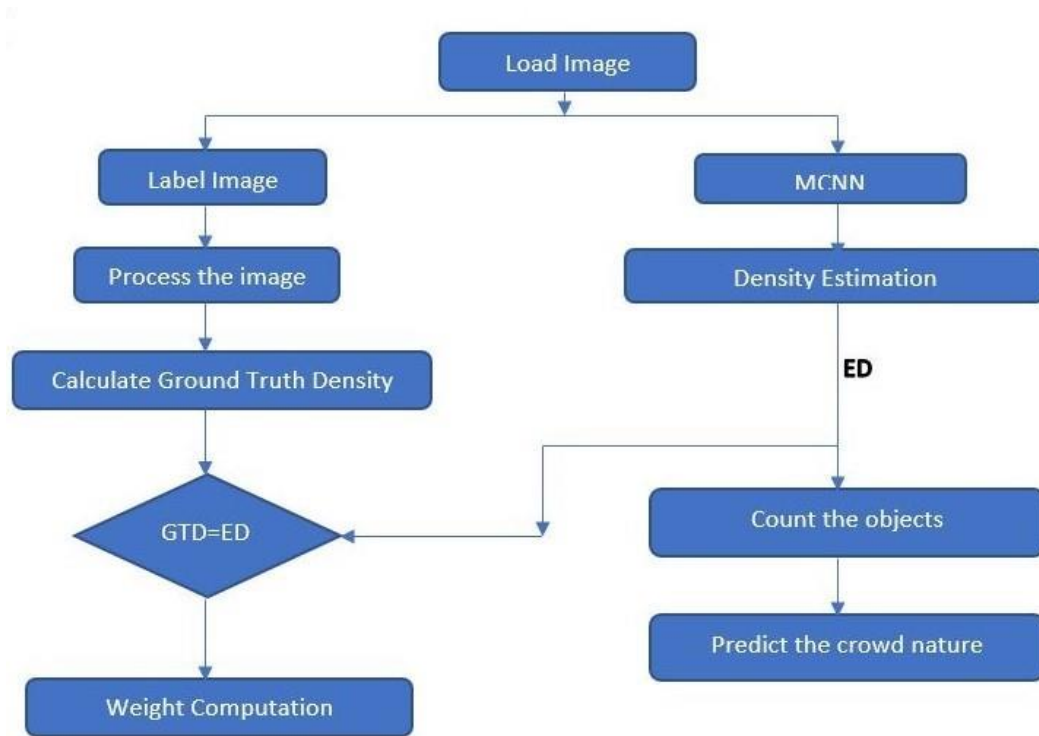 Load Image
Label Image
MCNN
Process the image
Density Estimation
Calculate Ground Truth Density
ED
GTD=ED
Count the objects
Predict the crowd nature
Weight Computation